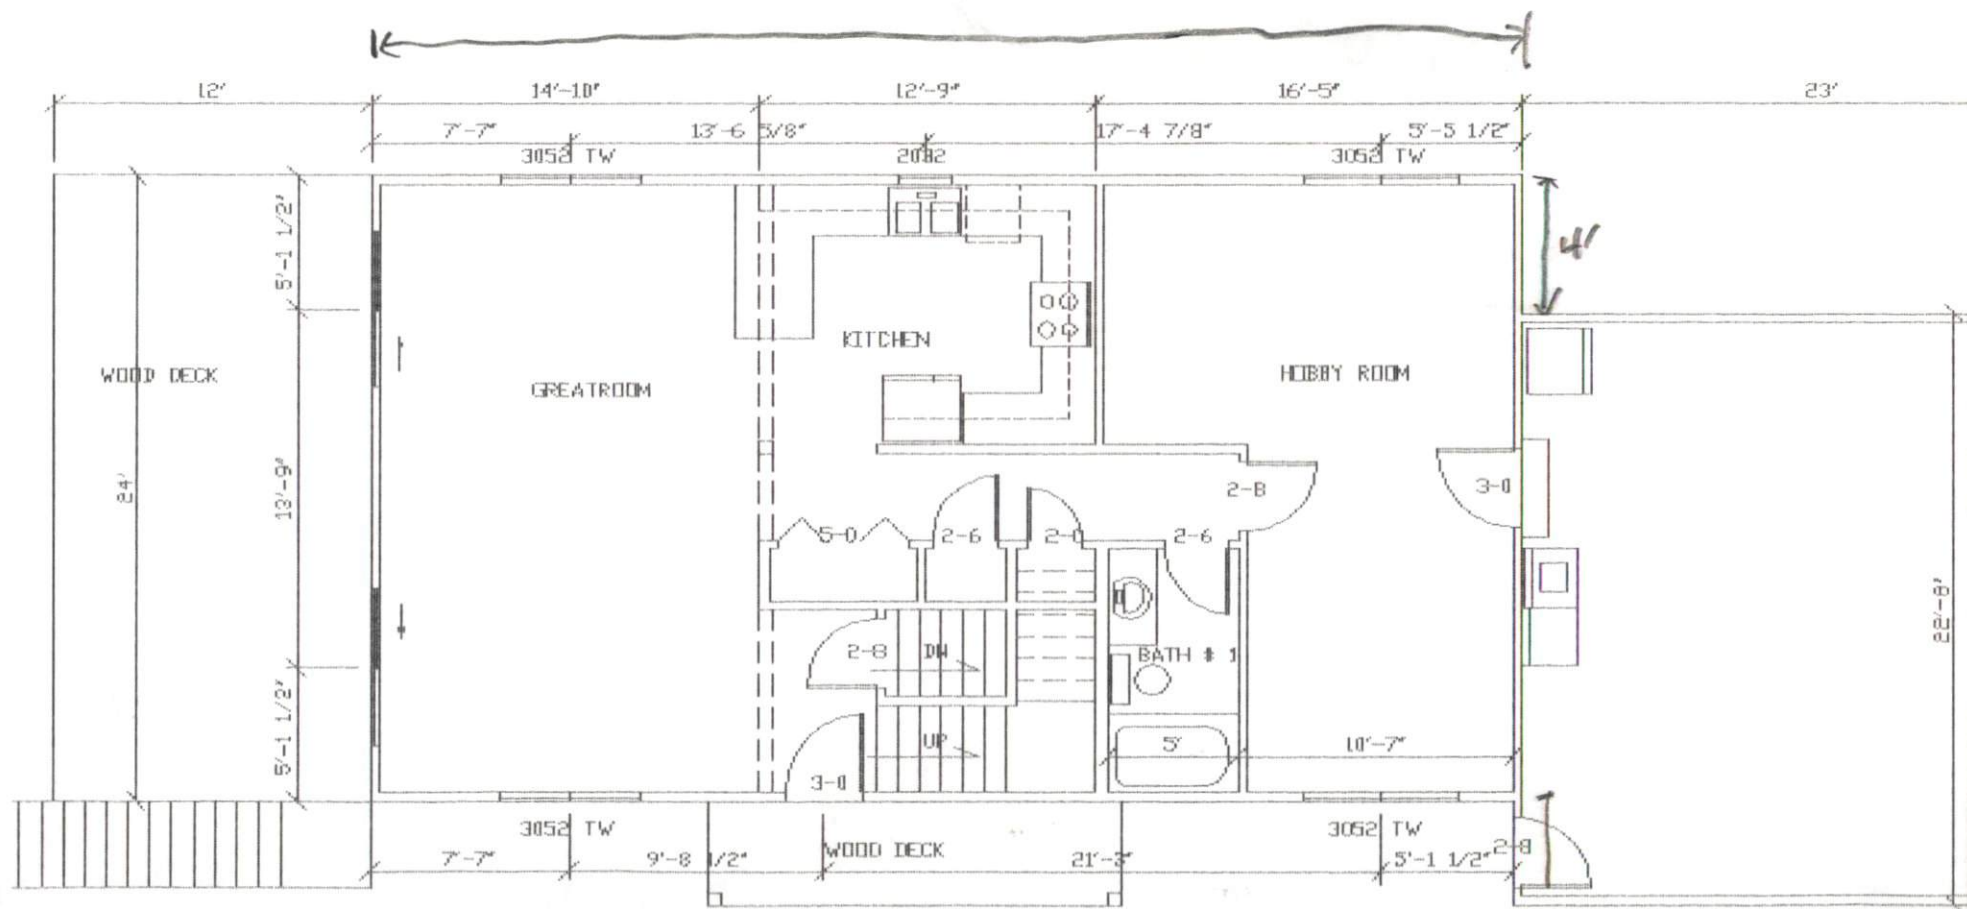 12' 14'-10" 12'-9" 16'-5" 23'
7'-7" 13'-6 5/8" 17'-4 7/8" 5'-5 1/2"
3052 TW 3052 TW
5'-1 1/2"
4'
KITCHEN
WOOD DECK GREATROOM HOBBY ROOM
24' 13'-9" 2-8 3-0
5-0 2-6 2-6
22'-8"
2-8 DN BATH # 1
5'-1 1/2" UP 5' 10'-7"
3-0
3052 TW 3052 TW
WOOD DECK 2-8
7'-7" 9'-8 1/2" 21'-3" 5'-1 1/2"